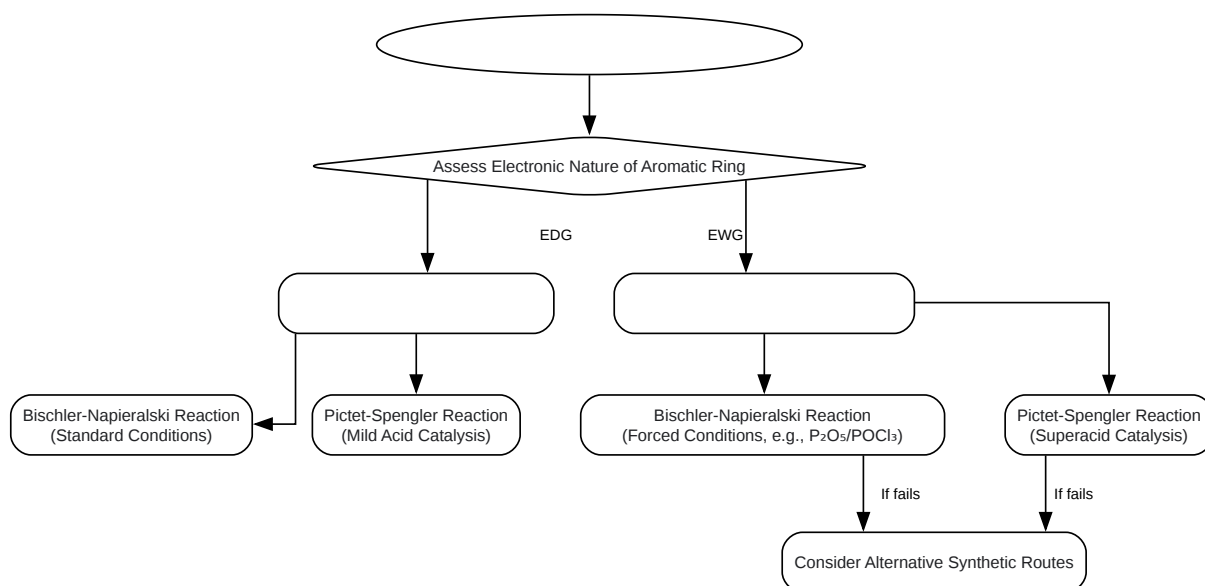 Assess Electronic Nature of Aromatic Ring
EDG
EWG
Bischler-Napieralski Reaction
(Standard Conditions)
Pictet-Spengler Reaction
(Mild Acid Catalysis)
Bischler-Napieralski Reaction
(Forced Conditions, e.g., P₂O₅/POCl₃)
Pictet-Spengler Reaction
(Superacid Catalysis)
If fails
If fails
Consider Alternative Synthetic Routes